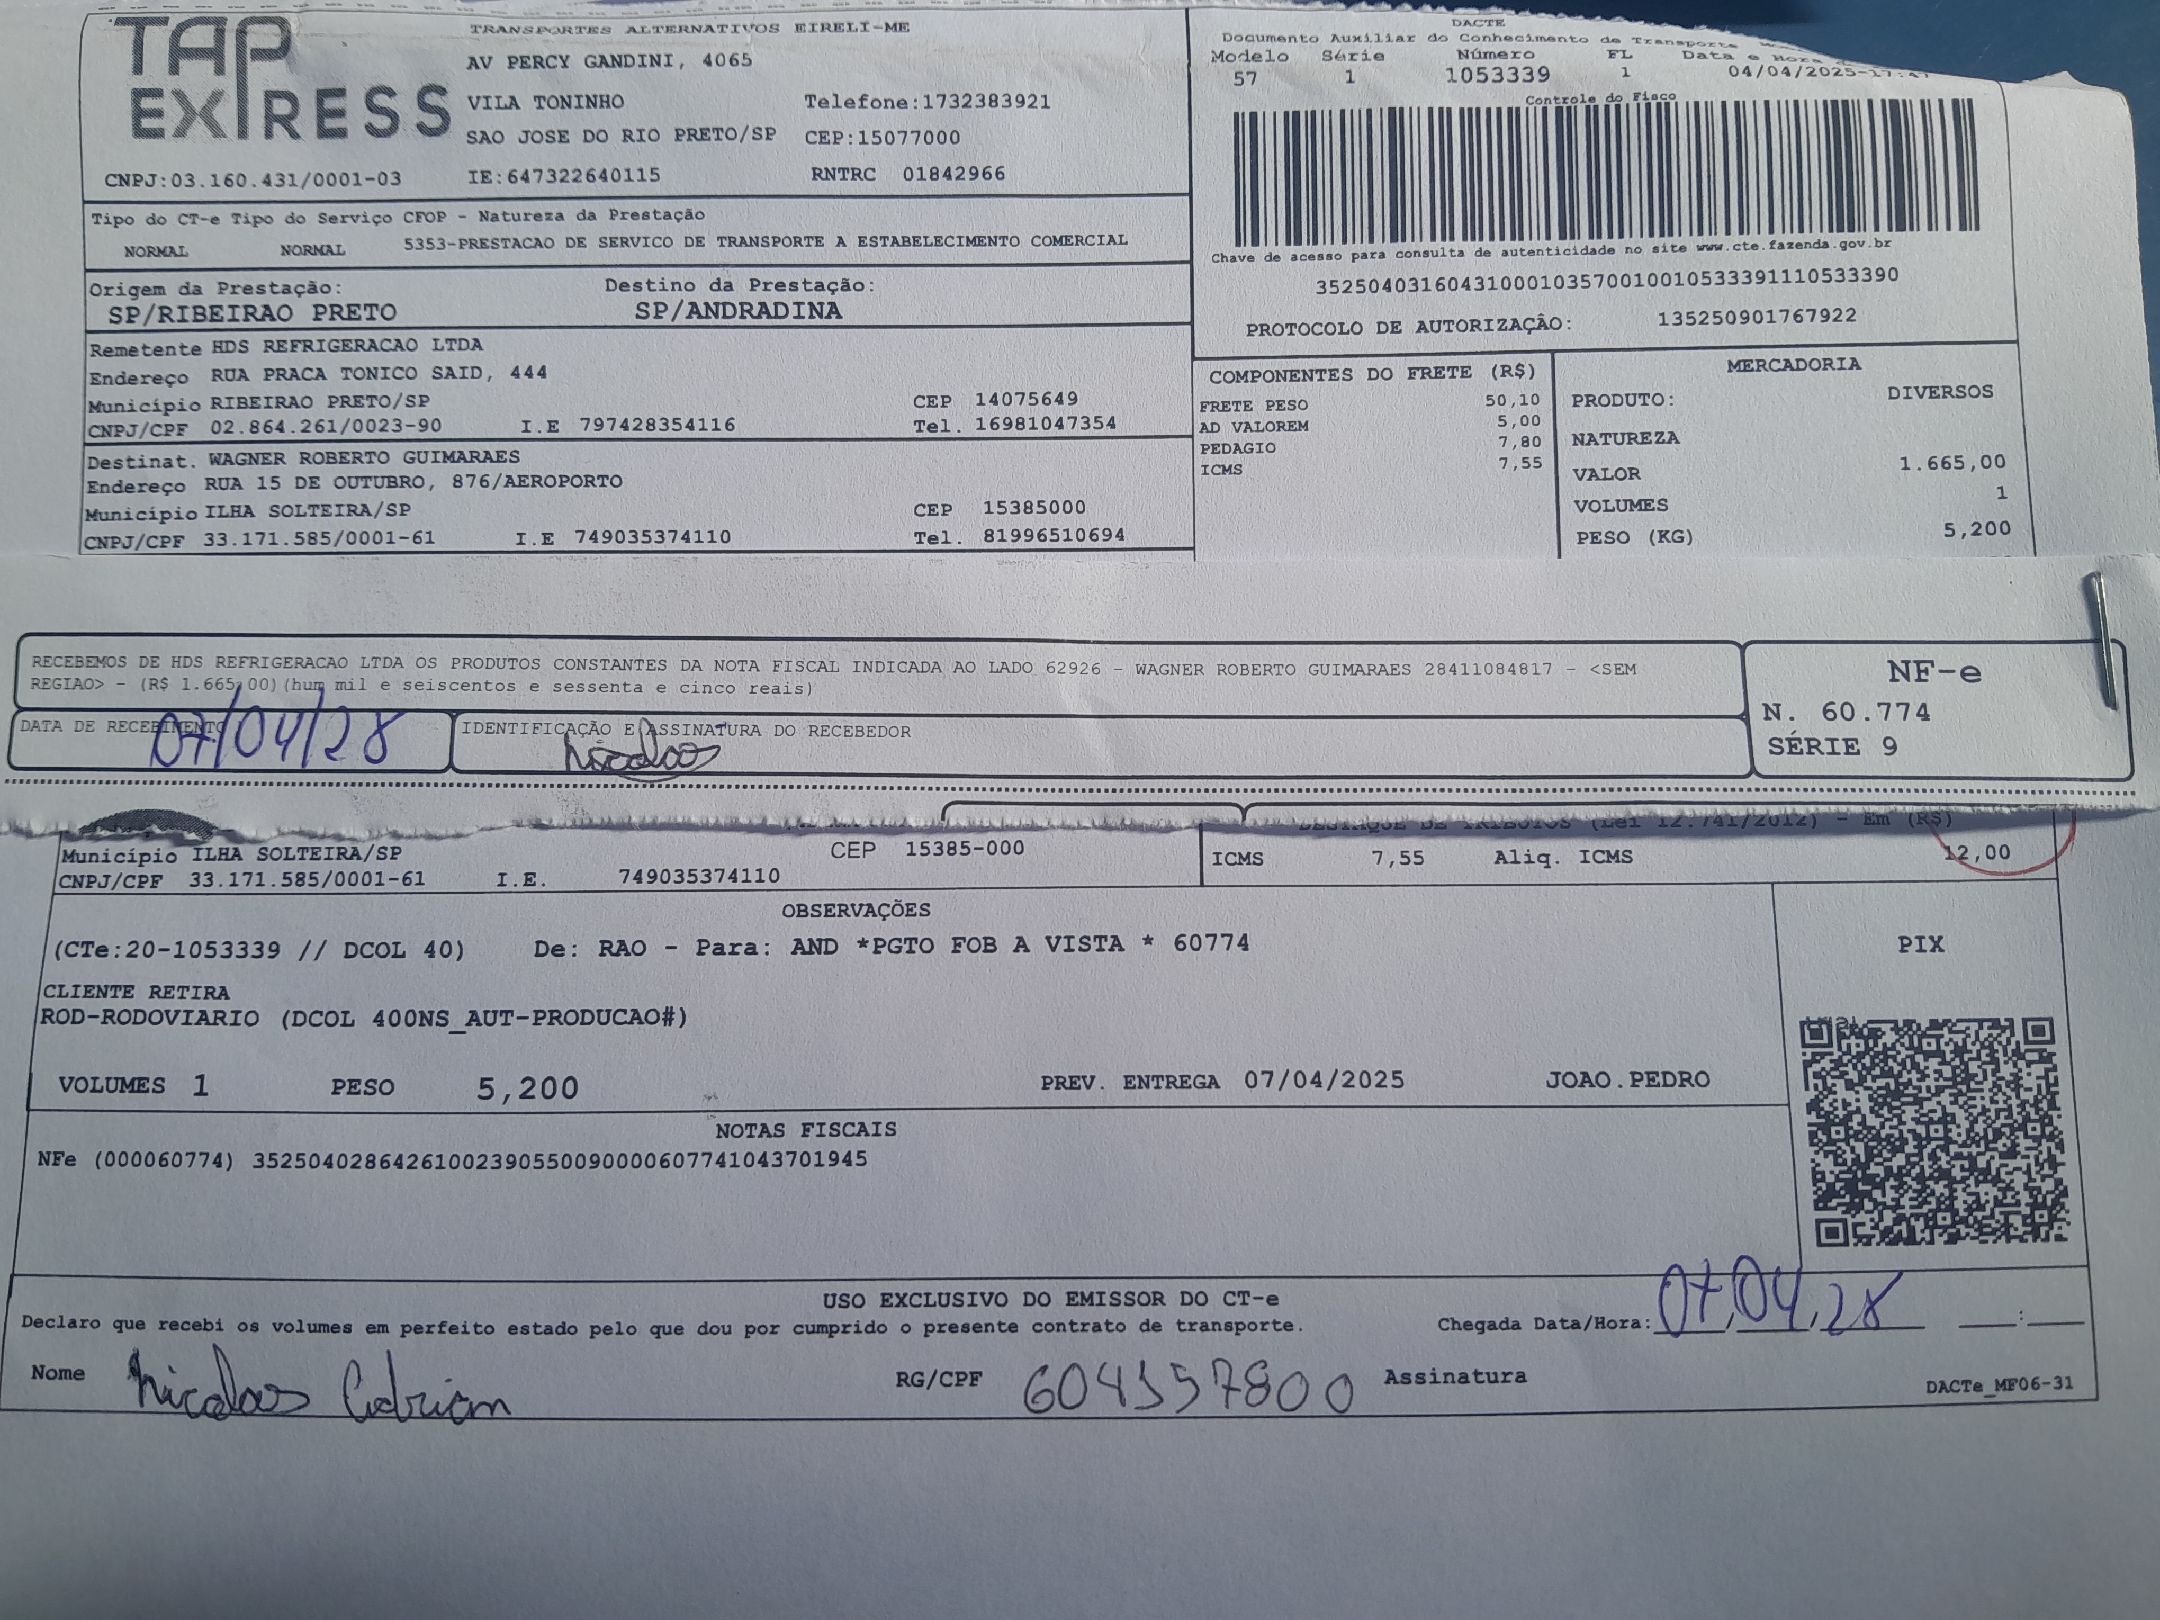 TAP
EXPRESS
TRANSPORTES ALTERNATIVOS EIRELI-ME
AV PERCY GANDINI, 4065
VILA TONINHO Telefone:1732383921
SAO JOSE DO RIO PRETO/SP CEP:15077000
CNPJ:03.160.431/0001-03 IE:647322640115 RNTRC 01842966
DACTE
Documento Auxiliar do Conhecimento de Transporte
Modelo Série Número FL Data e Hora
57 1 1053339 1 04/04/2025-17:47
Controle do Fisco
Chave de acesso para consulta de autenticidade no site www.cte.fazenda.gov.br
35250403160431000103570010010533391110533390
PROTOCOLO DE AUTORIZAÇÃO: 135250901767922
Tipo do CT-e Tipo do Serviço CFOP - Natureza da Prestação
NORMAL NORMAL 5353-PRESTACAO DE SERVICO DE TRANSPORTE A ESTABELECIMENTO COMERCIAL
Origem da Prestação: Destino da Prestação:
SP/RIBEIRAO PRETO SP/ANDRADINA
Remetente HDS REFRIGERACAO LTDA
Endereço RUA PRACA TONICO SAID, 444
Município RIBEIRAO PRETO/SP CEP 14075649
CNPJ/CPF 02.864.261/0023-90 I.E 797428354116 Tel. 16981047354
Destinat. WAGNER ROBERTO GUIMARAES
Endereço RUA 15 DE OUTUBRO, 876/AEROPORTO
Município ILHA SOLTEIRA/SP CEP 15385000
CNPJ/CPF 33.171.585/0001-61 I.E 749035374110 Tel. 81996510694
COMPONENTES DO FRETE (R$)
FRETE PESO 50,10
AD VALOREM 5,00
PEDAGIO 7,80
ICMS 7,55
MERCADORIA
PRODUTO: DIVERSOS
NATUREZA
VALOR 1.665,00
VOLUMES 1
PESO (KG) 5,200
RECEBEMOS DE HDS REFRIGERACAO LTDA OS PRODUTOS CONSTANTES DA NOTA FISCAL INDICADA AO LADO 62926 - WAGNER ROBERTO GUIMARAES 28411084817 - <SEM
REGIAO> - (R$ 1.665,00)(hum mil e seiscentos e sessenta e cinco reais)
DATA DE RECEBIMENTO IDENTIFICAÇÃO E ASSINATURA DO RECEBEDOR
07/04/28 Nicolas
NF-e
N. 60.774
SÉRIE 9
DESTAQUE DE TRIBUTOS (Lei 12.741/2012) - Em (R$)
Município ILHA SOLTEIRA/SP CEP 15385-000
CNPJ/CPF 33.171.585/0001-61 I.E. 749035374110
ICMS 7,55 Aliq. ICMS 12,00
OBSERVAÇÕES
(CTe:20-1053339 // DCOL 40) De: RAO - Para: AND *PGTO FOB A VISTA * 60774
CLIENTE RETIRA
ROD-RODOVIARIO (DCOL 400NS_AUT-PRODUCAO#)
VOLUMES 1 PESO 5,200 PREV. ENTREGA 07/04/2025 JOAO.PEDRO
PIX
NOTAS FISCAIS
NFe (000060774) 35250402864261002390550090000607741043701945
USO EXCLUSIVO DO EMISSOR DO CT-e
Declaro que recebi os volumes em perfeito estado pelo que dou por cumprido o presente contrato de transporte. Chegada Data/Hora: 07,04,28 :
Nome Nicolas RG/CPF 604357800 Assinatura
DACTe_MF06-31